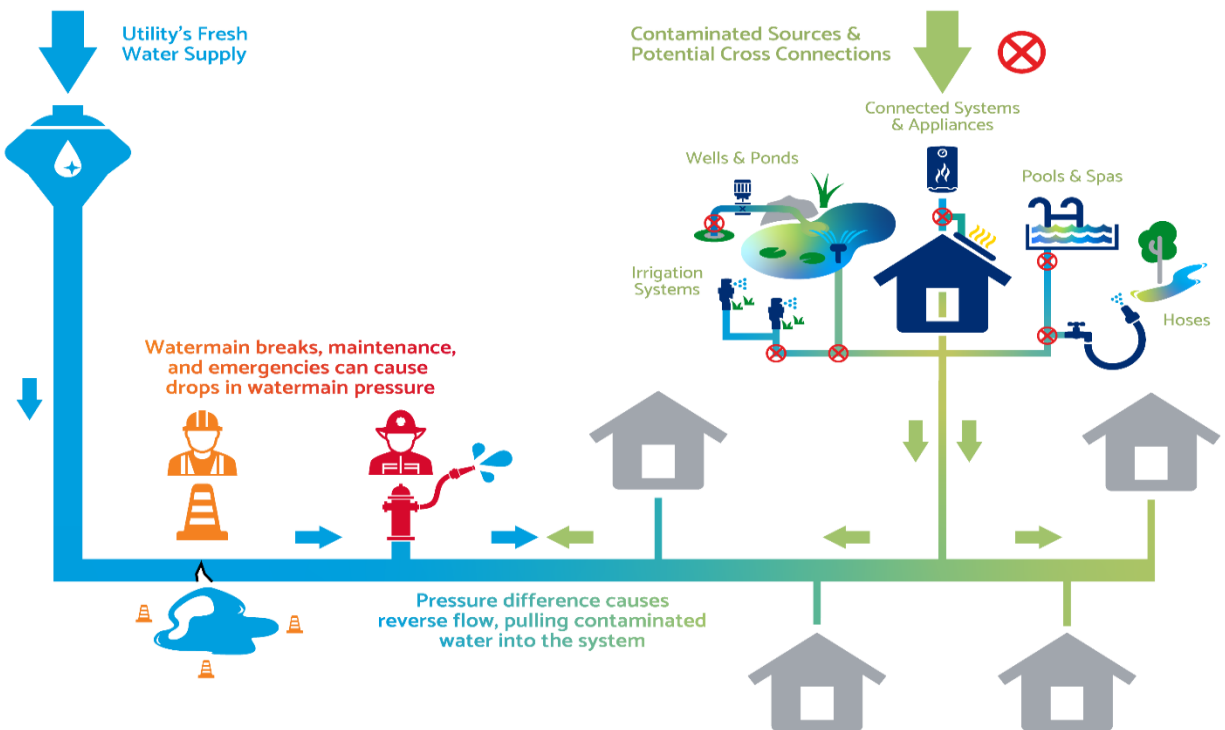 Utility's Fresh
Water Supply
Contaminated Sources &
Potential Cross Connections
Connected Systems
& Appliances
Wells & Ponds
Pools & Spas
Irrigation
Systems
Hoses
Watermain breaks, maintenance,
and emergencies can cause
drops in watermain pressure
Pressure difference causes
reverse flow, pulling contaminated
water into the system